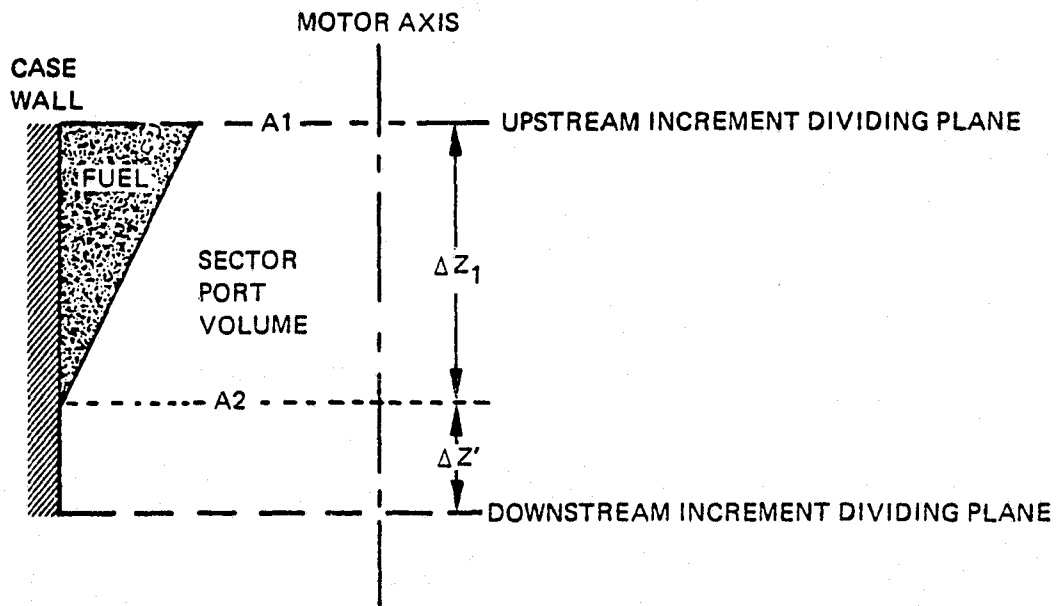 MOTOR AXIS
CASE
WALL
A1
UPSTREAM INCREMENT DIVIDING PLANE
FUEL
SECTOR
PORT
VOLUME
ΔZ1
A2
ΔZ'
DOWNSTREAM INCREMENT DIVIDING PLANE